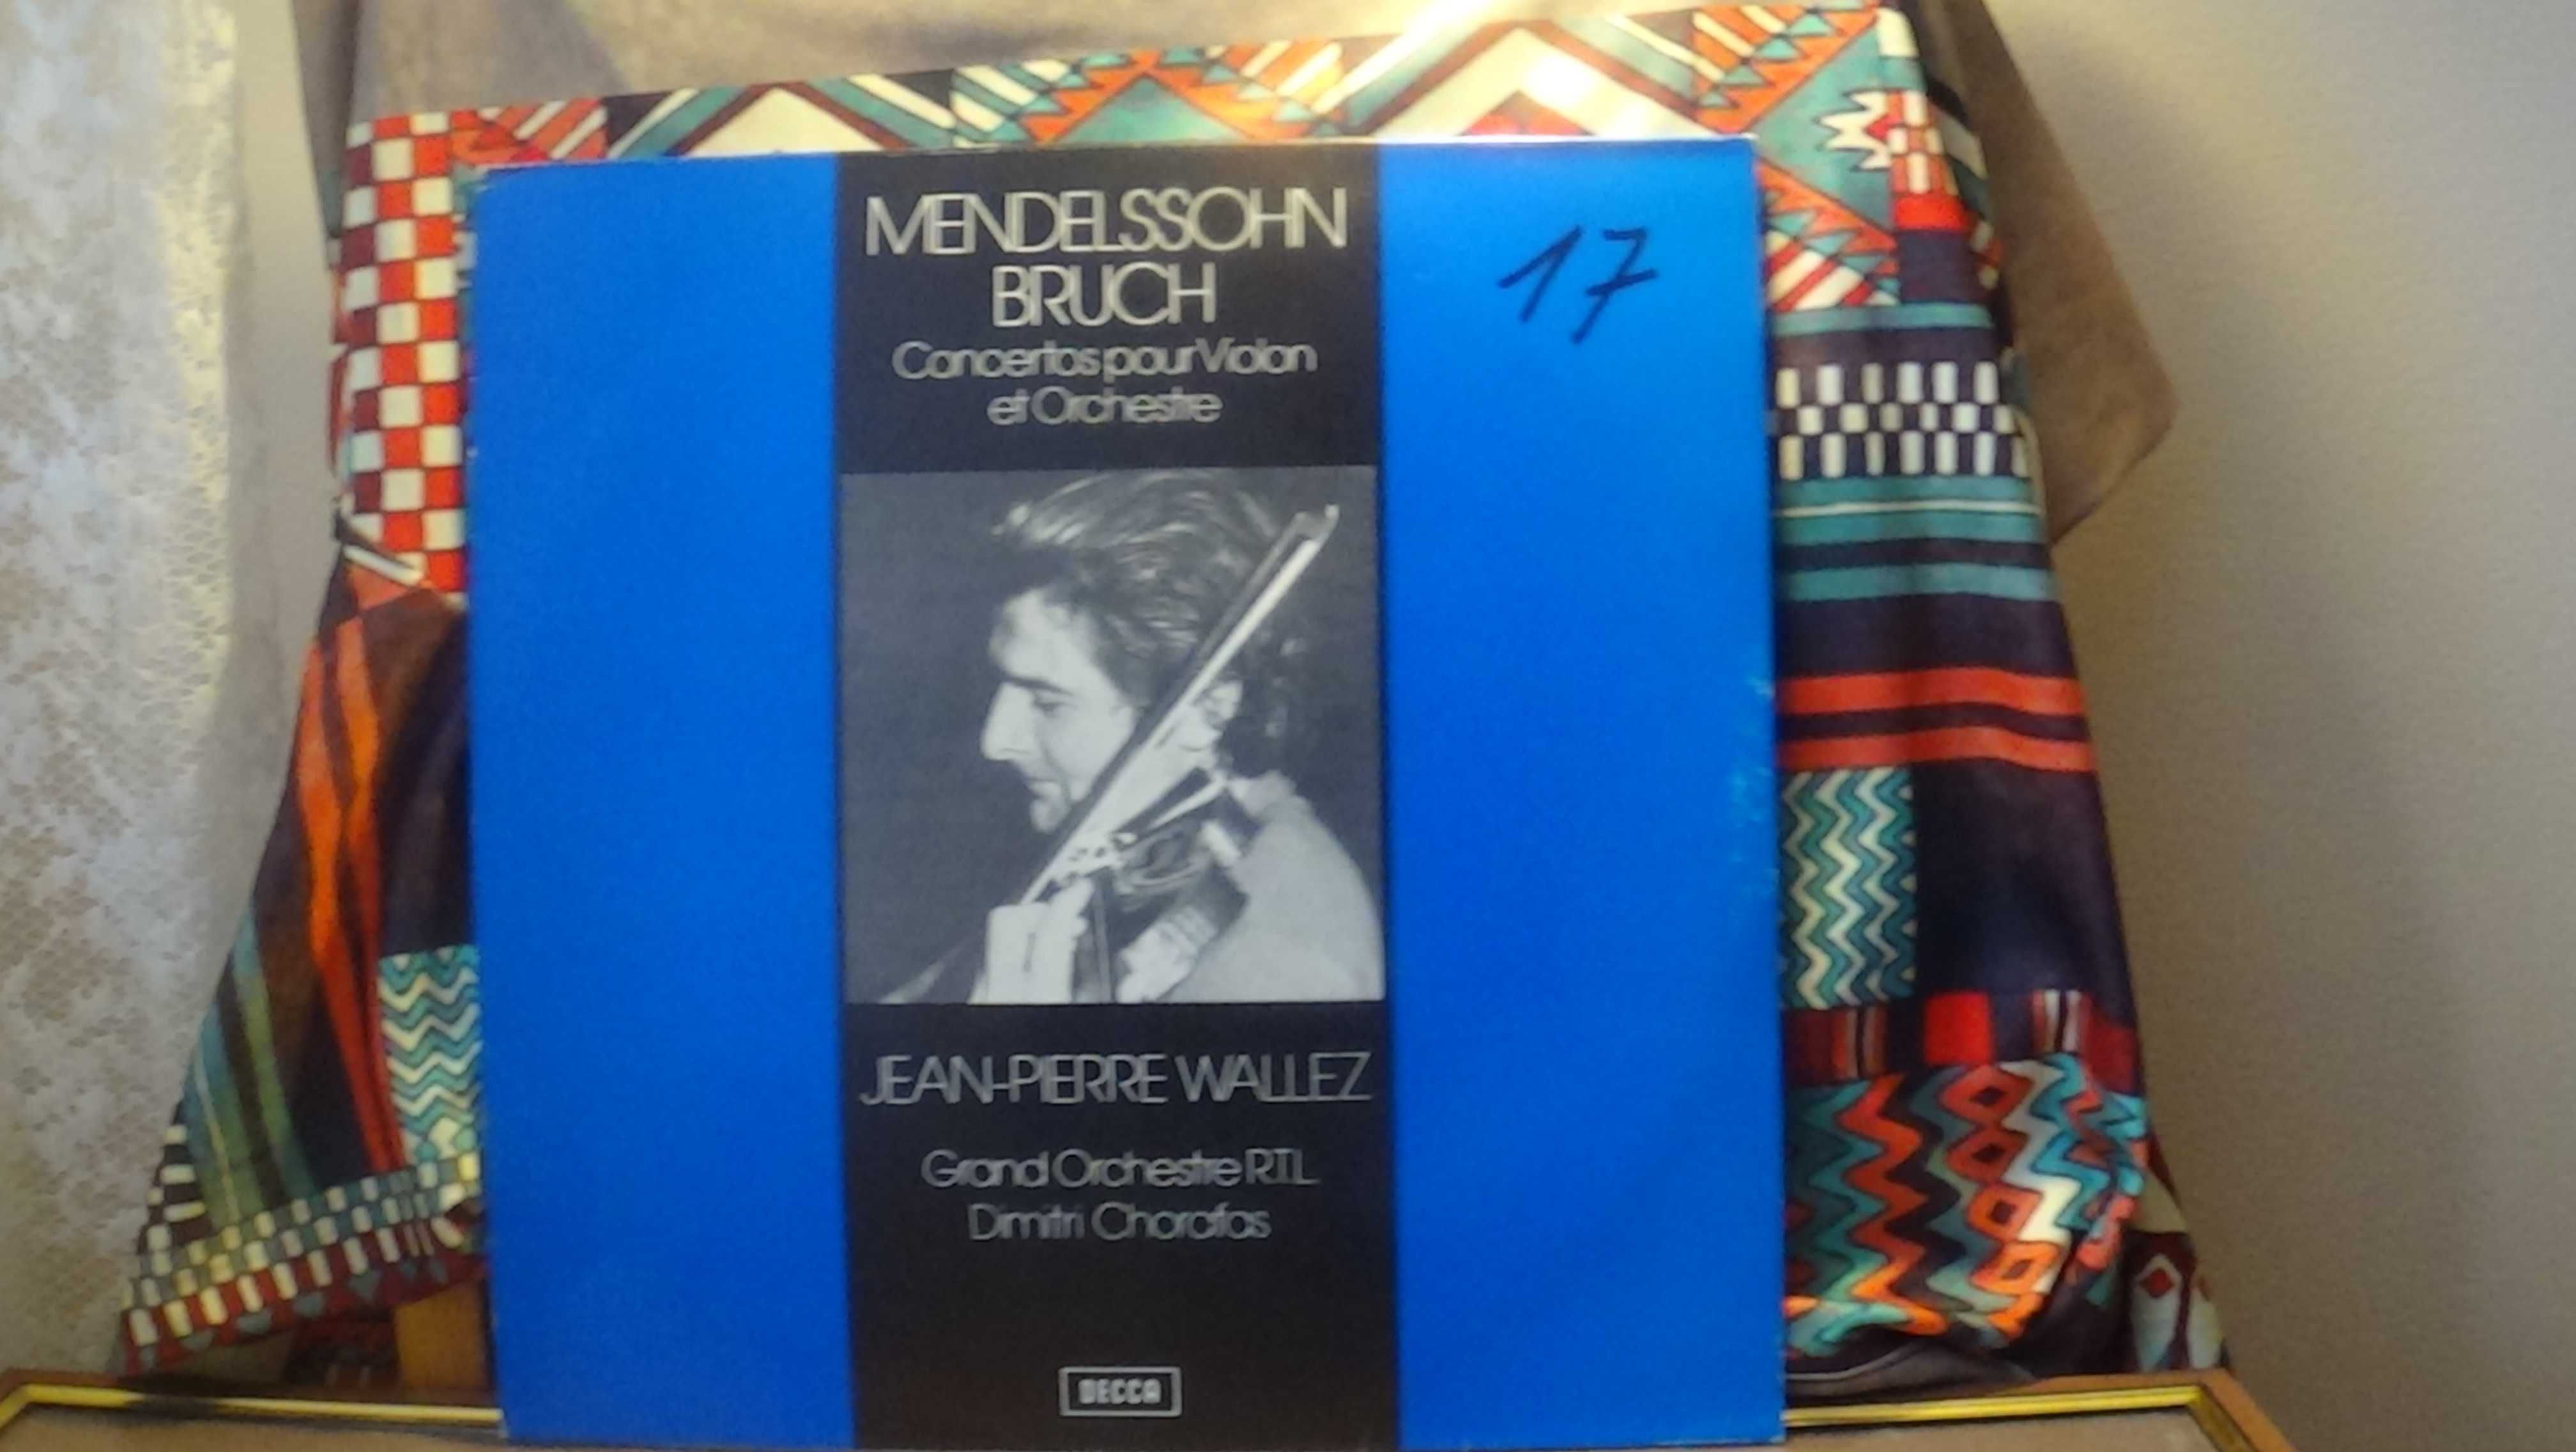 MENDELSSOHN
BRUCH
Concertos pour Violon
et Orchestre
17
JEAN-PIERRE WALLEZ
Grand Orchestre RTL
Dimitri Chorafas
DECCA